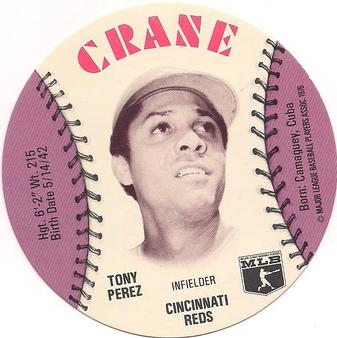 CRANE
Hgt. 6'-2" Wt. 215
Birth Date 5/14/42
Born: Camaguey, Cuba
© MAJOR LEAGUE BASEBALL PLAYERS ASSOC. 1976
TONY
PEREZ
INFIELDER
CINCINNATI
REDS
MLB